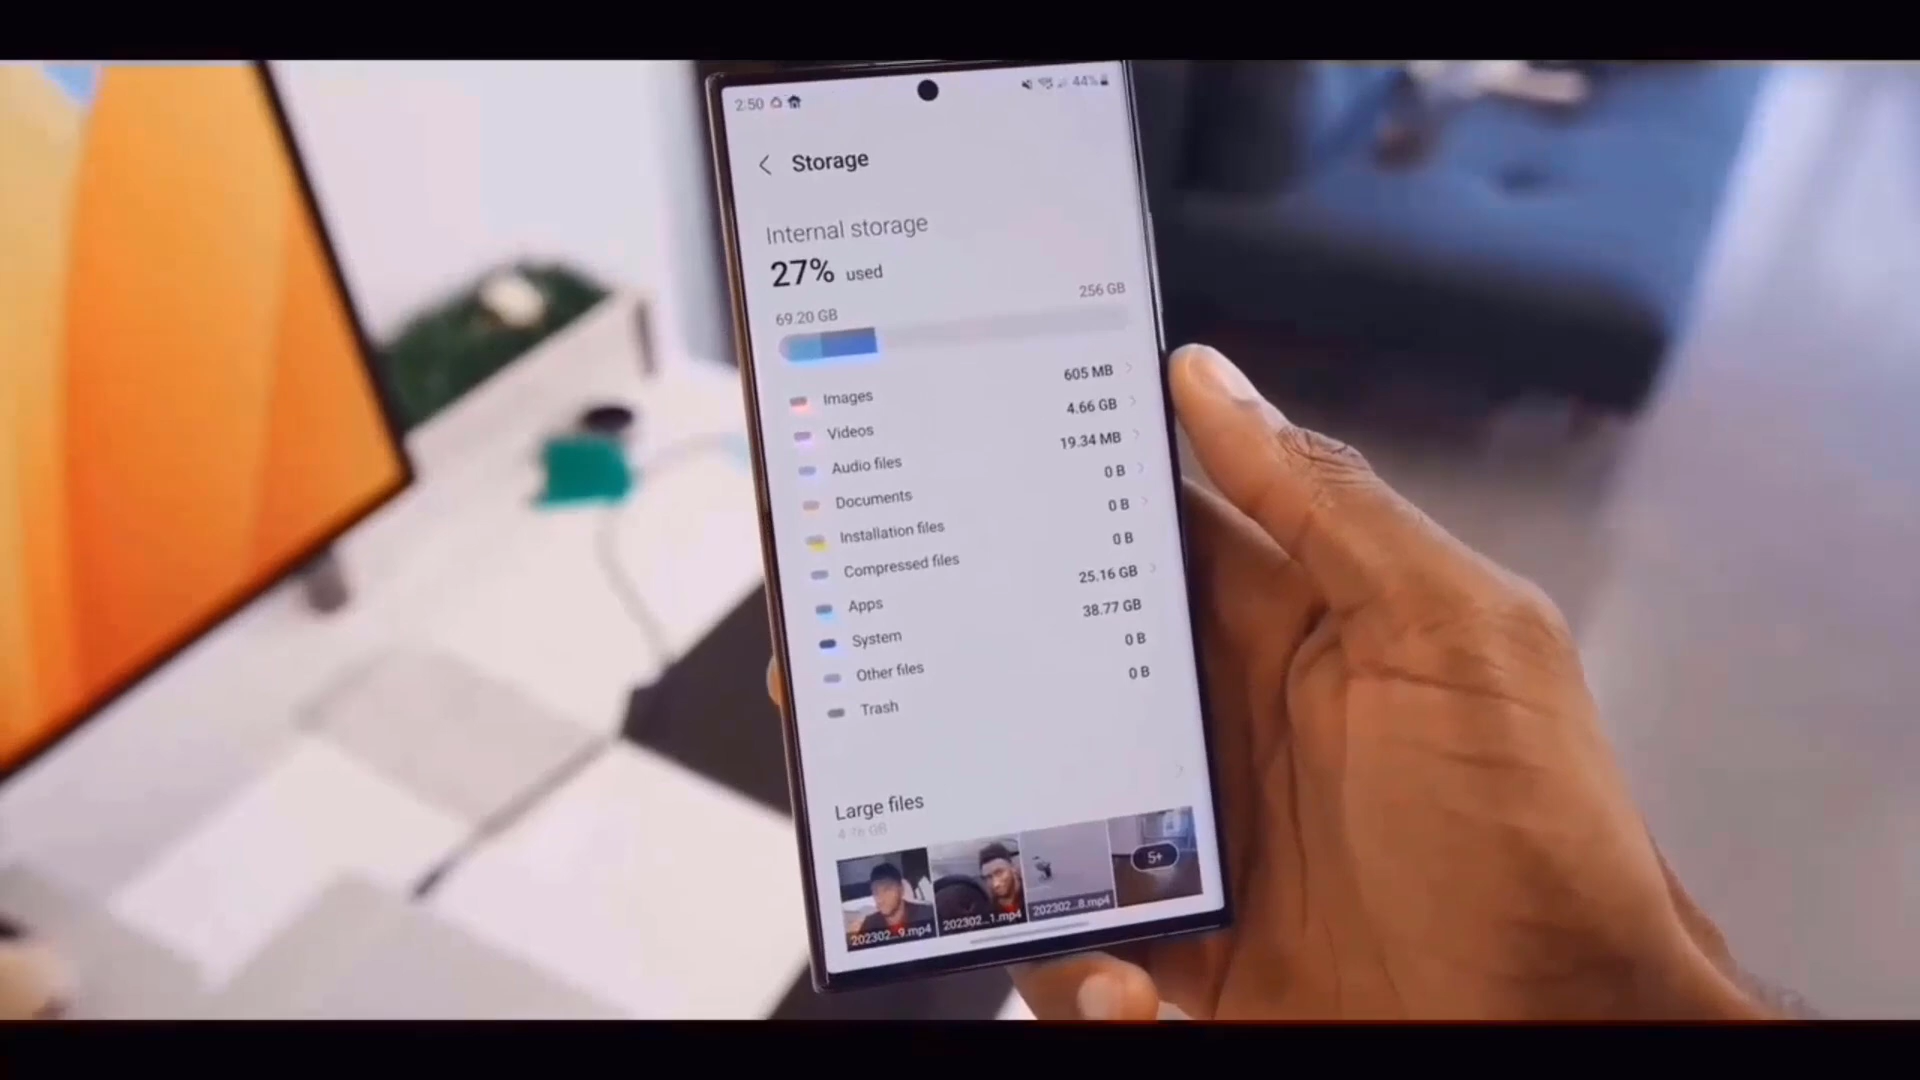 2:50 44%
Storage
Internal storage
27% used
69.20 GB 256 GB
Images 605 MB
Videos 4.66 GB
Audio files 19.34 MB
Documents 0 B
Installation files 0 B
Compressed files 0 B
Apps 25.16 GB
System 38.77 GB
Other files 0 B
Trash 0 B
Large files
202302...9.mp4 202302...1.mp4 202302...8.mp4 5+